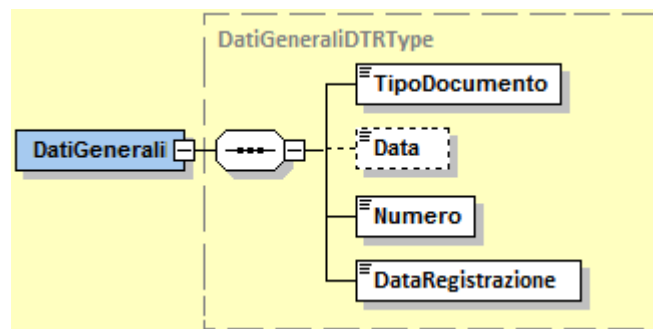 DatiGeneraliDTRType
TipoDocumento
DatiGenerali
Data
Numero
DataRegistrazione